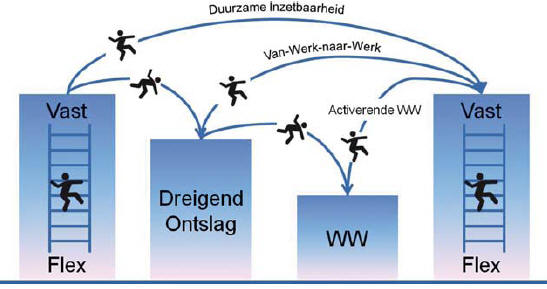 Duurzame Inzetbaarheid
Van-Werk-naar-Werk
Activerende WW
Vast
Flex
Dreigend
Ontslag
WW
Vast
Flex